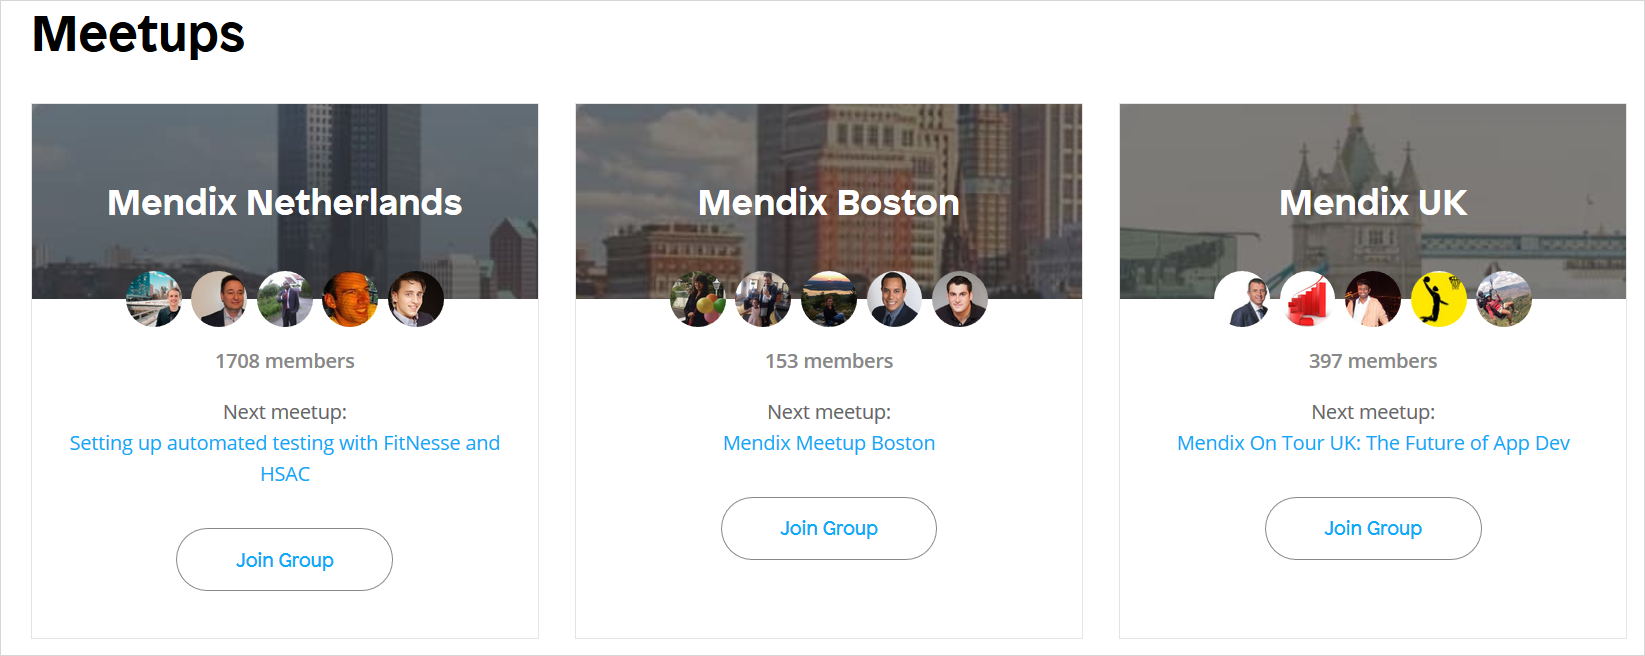 Meetups
Mendix Netherlands
1708 members
Next meetup:
Setting up automated testing with FitNesse and
HSAC
Join Group
Mendix Boston
153 members
Next meetup:
Mendix Meetup Boston
Join Group
Mendix UK
397 members
Next meetup:
Mendix On Tour UK: The Future of App Dev
Join Group